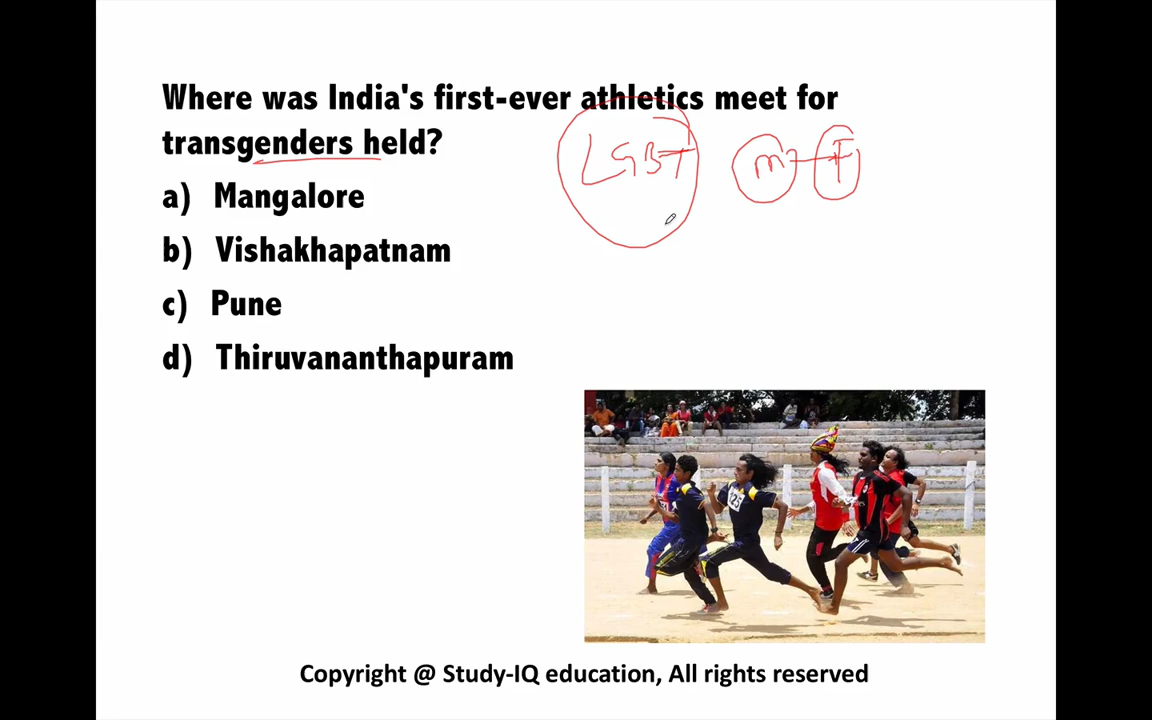 Where was India's first-ever athletics meet for
transgenders held?
LGBT M F
a) Mangalore
b) Vishakhapatnam
c) Pune
d) Thiruvananthapuram
125
Copyright @ Study-IQ education, All rights reserved